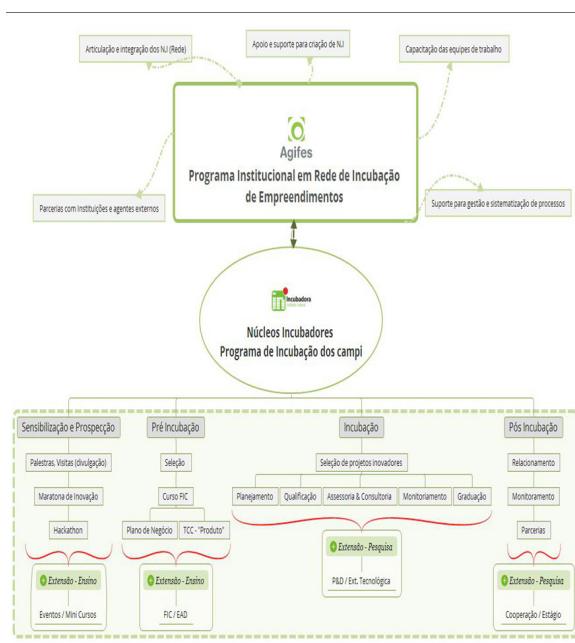 Articulação e integração dos N.I (Rede)
Apoio e suporte para criação de N.I
Capacitação das equipes de trabalho
Agifes
Programa Institucional em Rede de Incubação
de Empreendimentos
Parcerias com Instituições e agentes externos
Suporte para gestão e sistematização de processos
Incubadora
Núcleos Incubadores
Programa de Incubação dos campi
Sensibilização e Prospecção
Pré Incubação
Incubação
Pós Incubação
Palestras, Visitas (divulgação)
Seleção
Seleção de projetos inovadores
Relacionamento
Maratona de Inovação
Curso FIC
Planejamento
Qualificação
Assessoria & Consultoria
Monitoriamento
Graduação
Monitoramento
Hackathon
Plano de Negócio
TCC - "Produto"
Parcerias
Extensão - Ensino
Extensão - Ensino
Extensão - Pesquisa
Extensão - Pesquisa
Eventos / Mini Cursos
FIC / EAD
P&D / Ext. Tecnológica
Cooperação / Estágio